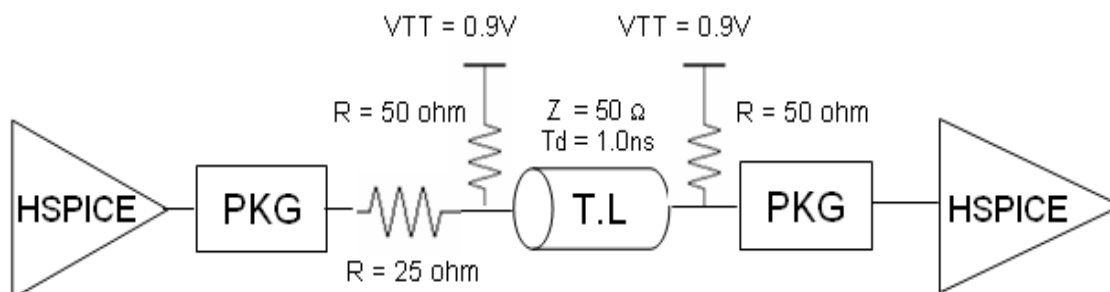 VTT = 0.9V
VTT = 0.9V
R = 50 ohm
Z = 50 Ω
Td = 1.0ns
R = 50 ohm
HSPICE
PKG
T.L
PKG
HSPICE
R = 25 ohm